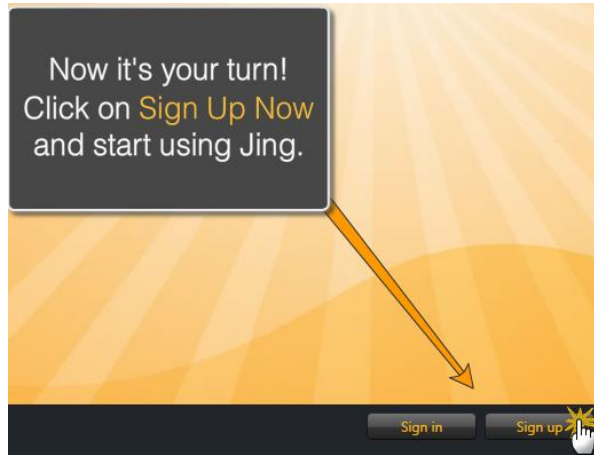 Now it's your turn!
Click on Sign Up Now
and start using Jing.
Sign in
Sign up